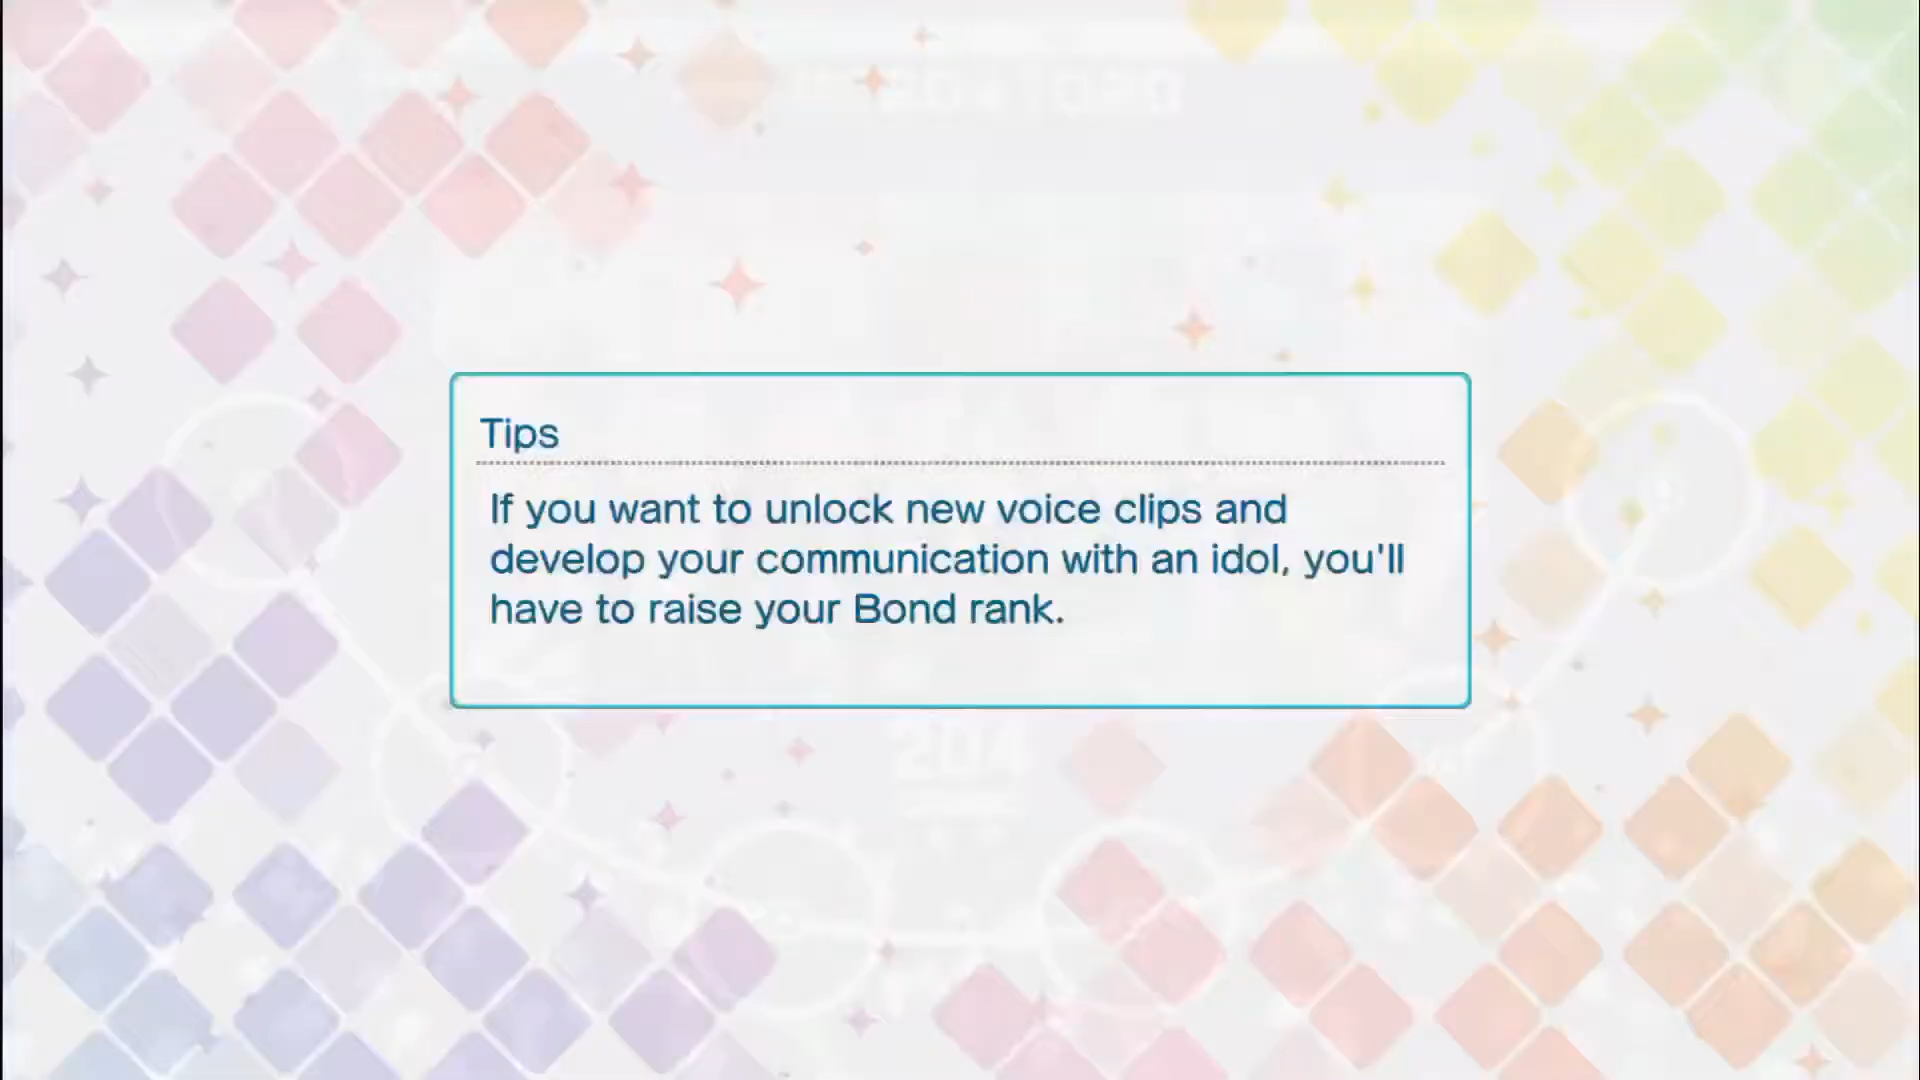 Tips
If you want to unlock new voice clips and
develop your communication with an idol, you'll
have to raise your Bond rank.
204